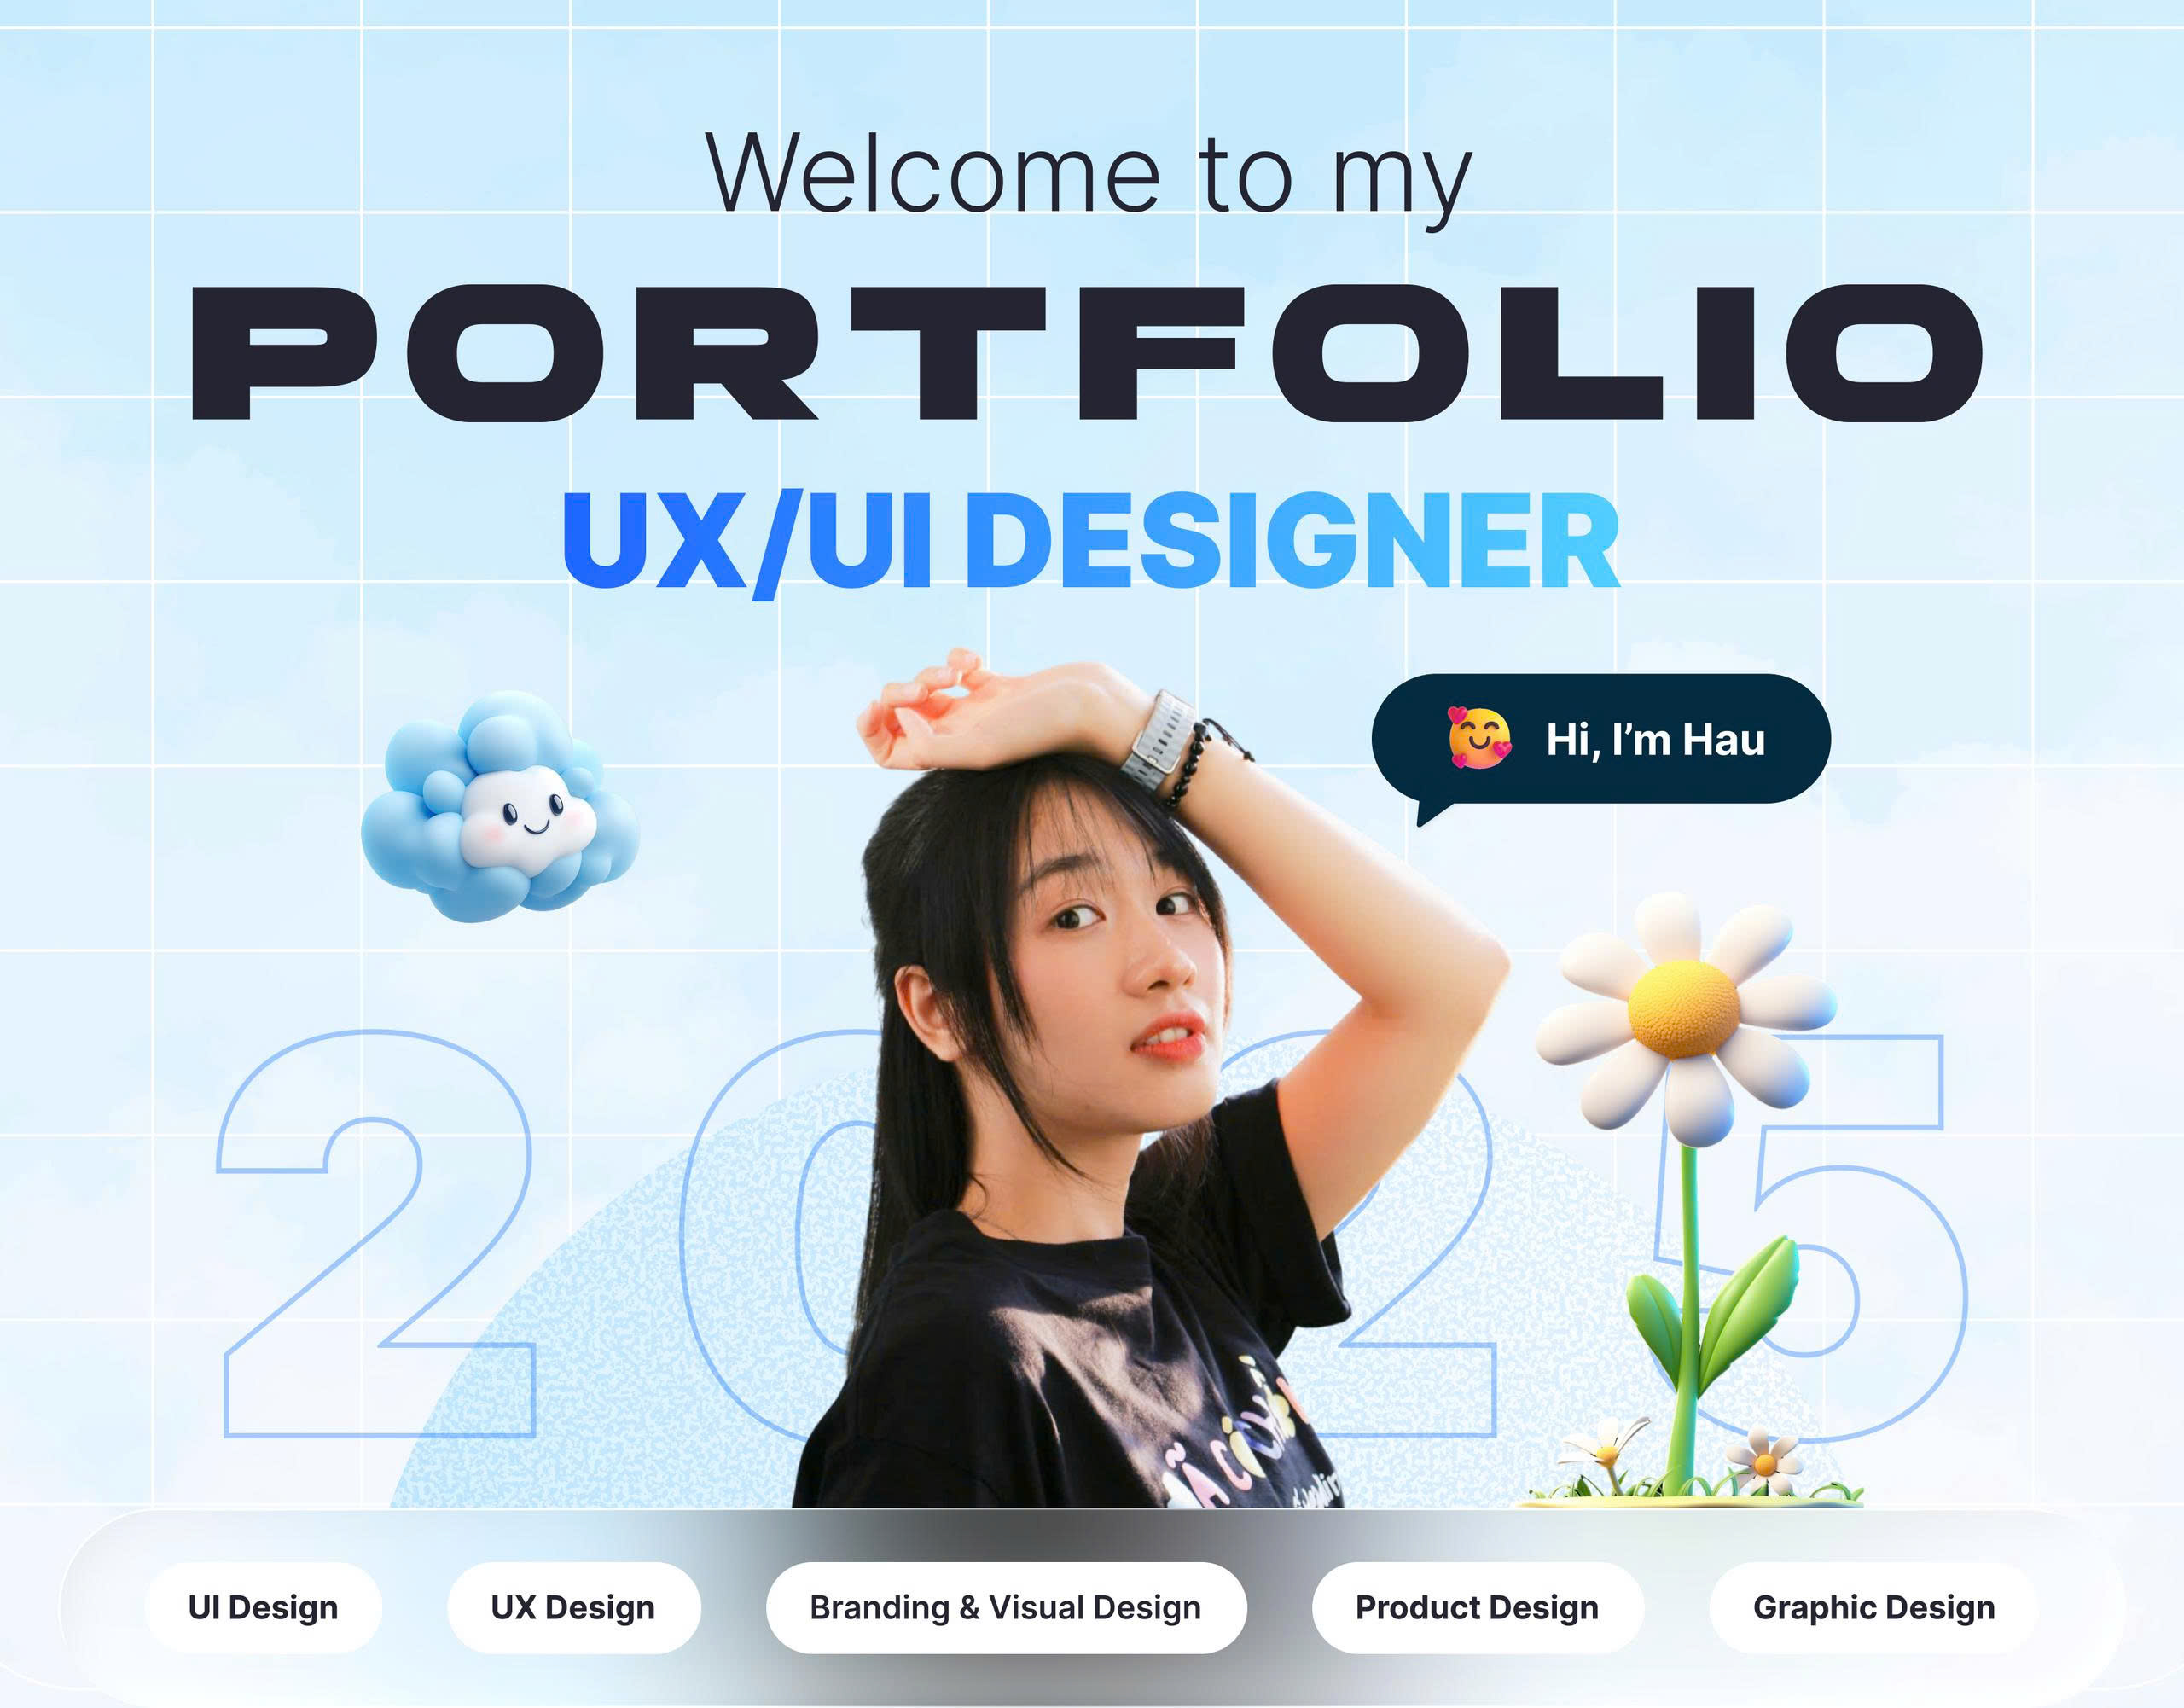 Welcome to my
PORTFOLIO
UX/UI DESIGNER
Hi, I’m Hau
2025
UI Design
UX Design
Branding & Visual Design
Product Design
Graphic Design